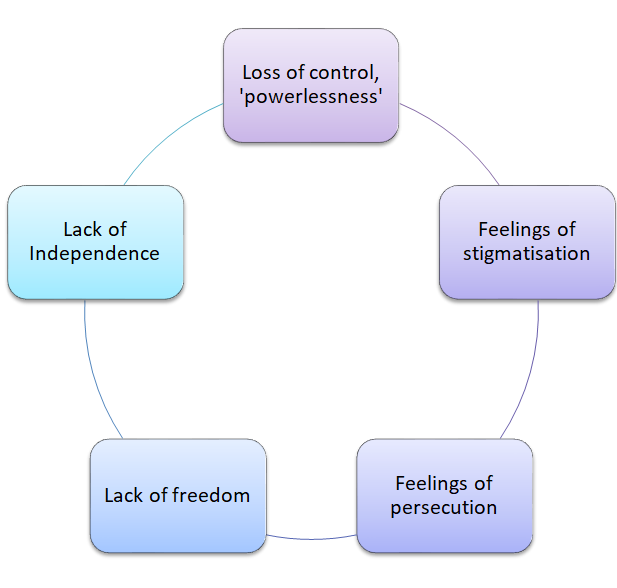 Loss of control,
'powerlessness'
Feelings of
stigmatisation
Feelings of
persecution
Lack of freedom
Lack of
Independence